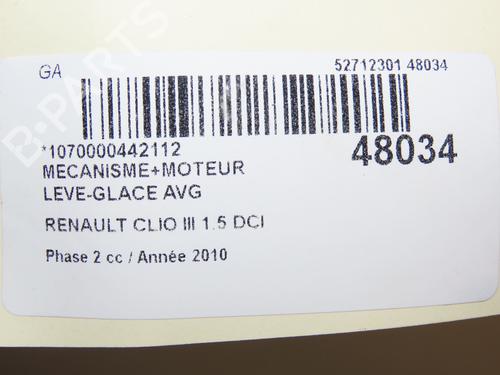 GA
52712301 48034
*1070000442112
48034
MECANiSME+MOTEUR
LEVE-GLACE AVG
RENAULT CLIO III 1.5 DCI
Phase 2 cc / Année 2010
B-PARTS